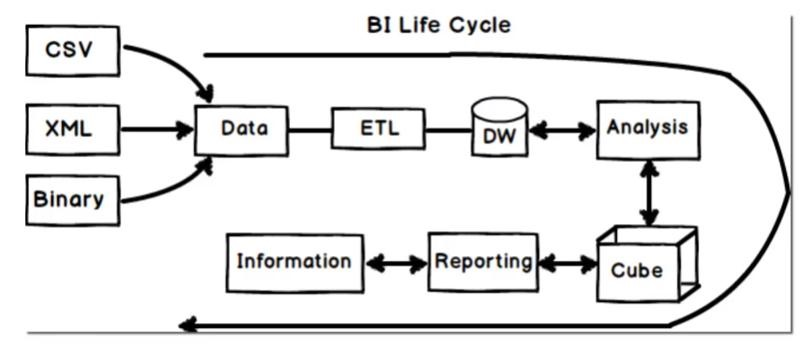 BI Life Cycle
CSV
XML
Data
ETL
DW
Analysis
Binary
Information
Reporting
Cube